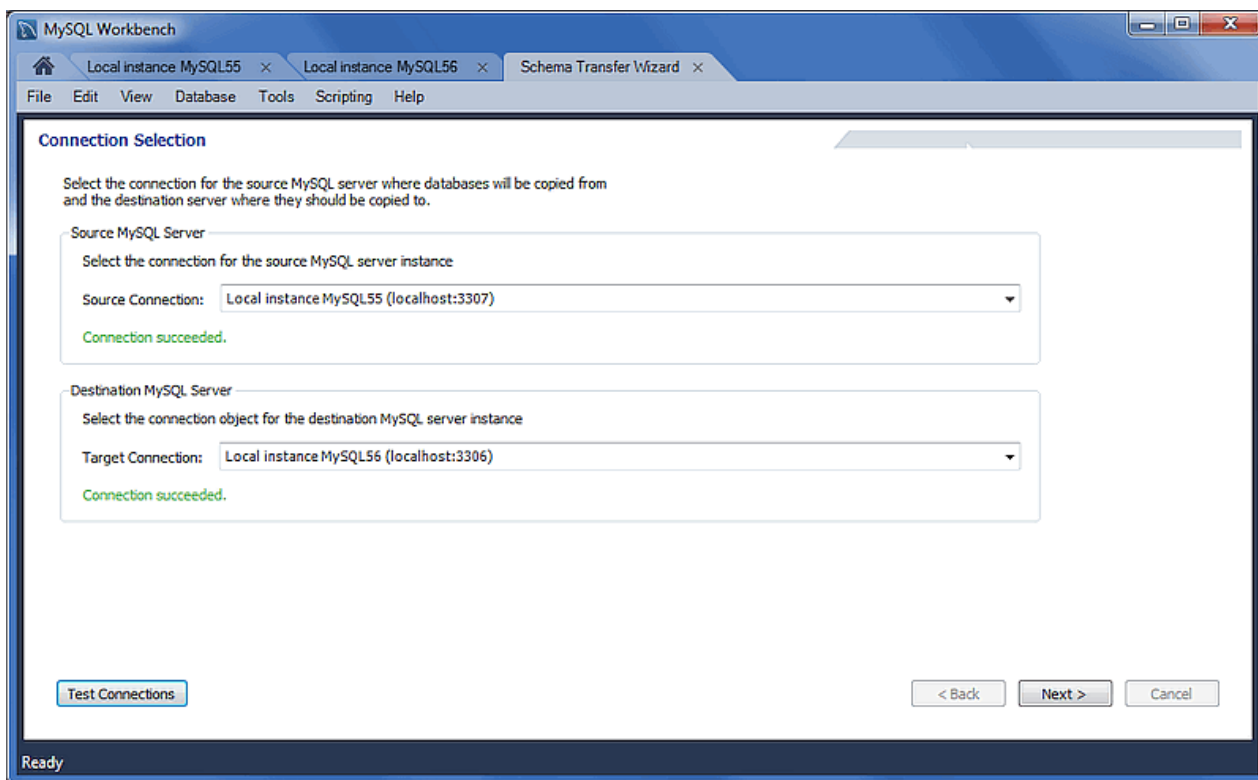 MySQL Workbench
Local instance MySQL55 × Local instance MySQL56 × Schema Transfer Wizard ×
File Edit View Database Tools Scripting Help
Connection Selection
Select the connection for the source MySQL server where databases will be copied from
and the destination server where they should be copied to.
Source MySQL Server
Select the connection for the source MySQL server instance
Source Connection: Local instance MySQL55 (localhost:3307)
Connection succeeded.
Destination MySQL Server
Select the connection object for the destination MySQL server instance
Target Connection: Local instance MySQL56 (localhost:3306)
Connection succeeded.
Test Connections < Back Next > Cancel
Ready